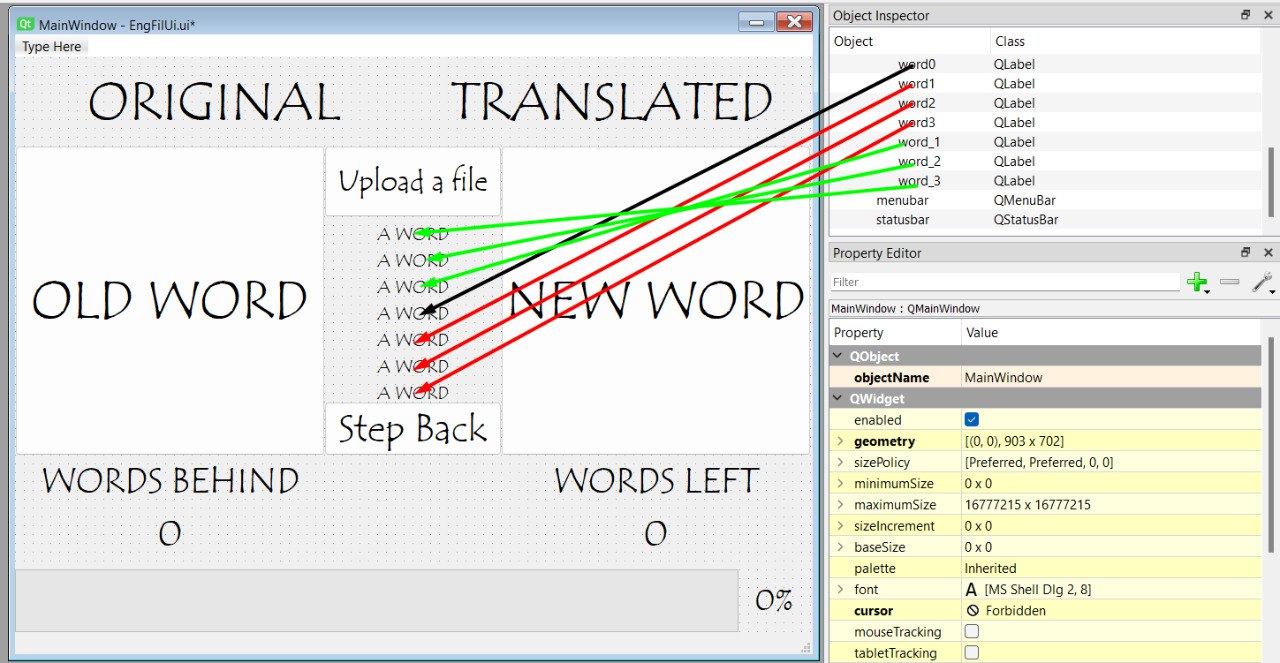 MainWindow - EngFilUi.ui*
Type Here
ORIGINAL
TRANSLATED
Upload a file
A WORD
A WORD
A WORD
A WORD
A WORD
A WORD
A WORD
OLD WORD
NEW WORD
Step Back
WORDS BEHIND
WORDS LEFT
0
0
0%
Object Inspector
Object Class
word0 QLabel
word1 QLabel
word2 QLabel
word3 QLabel
word_1 QLabel
word_2 QLabel
word_3 QLabel
menubar QMenuBar
statusbar QStatusBar
Property Editor
Filter
MainWindow : QMainWindow
Property Value
QObject
objectName MainWindow
QWidget
enabled
geometry [(0, 0), 903 x 702]
sizePolicy [Preferred, Preferred, 0, 0]
minimumSize 0 x 0
maximumSize 16777215 x 16777215
sizeIncrement 0 x 0
baseSize 0 x 0
palette Inherited
font A [MS Shell Dlg 2, 8]
cursor Forbidden
mouseTracking
tabletTracking